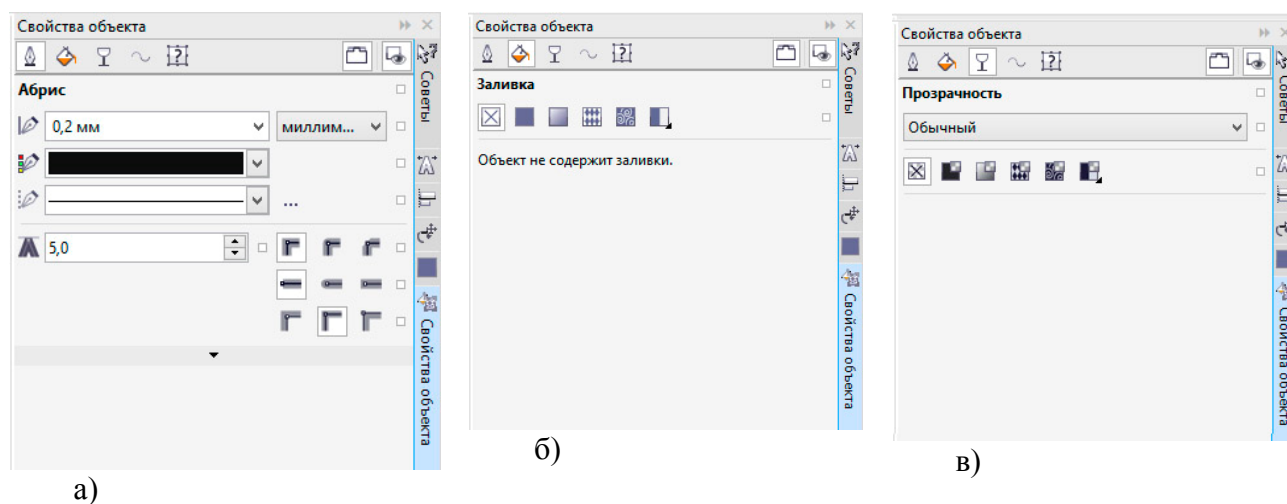 Свойства объекта
Абрис
0,2 мм
миллим...
...
5,0
Советы
Свойства объекта
а)
Свойства объекта
Заливка
Объект не содержит заливки.
Советы
Свойства объекта
б)
Свойства объекта
Прозрачность
Обычный
Советы
Свойства объекта
в)